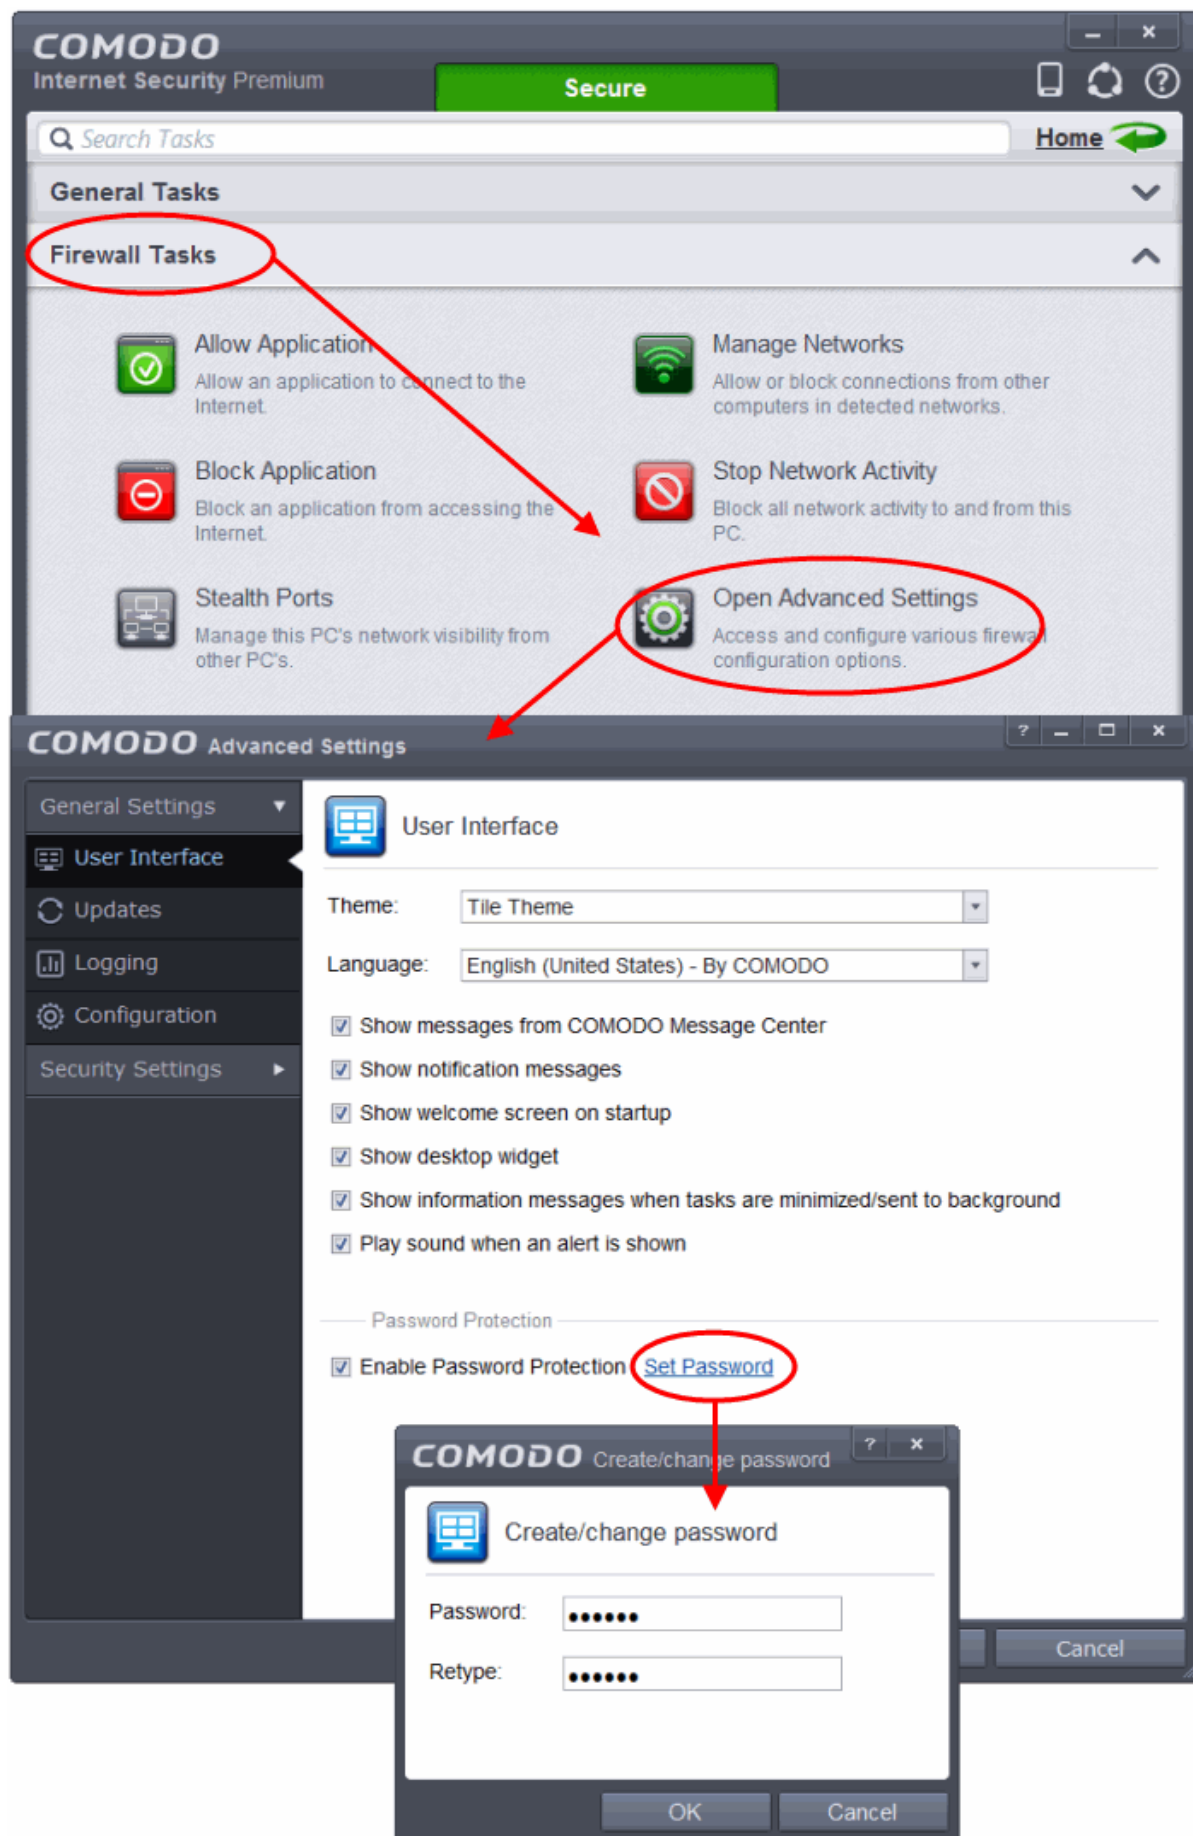 COMODO
Internet Security Premium
Secure
Search Tasks
Home
General Tasks
Firewall Tasks
Allow Application
Allow an application to connect to the
Internet.
Manage Networks
Allow or block connections from other
computers in detected networks.
Block Application
Block an application from accessing the
Internet.
Stop Network Activity
Block all network activity to and from this
PC.
Stealth Ports
Manage this PC's network visibility from
other PC's.
Open Advanced Settings
Access and configure various firewall
configuration options.
COMODO Advanced Settings
General Settings
User Interface
Updates
Logging
Configuration
Security Settings
User Interface
Theme: Tile Theme
Language: English (United States) - By COMODO
Show messages from COMODO Message Center
Show notification messages
Show welcome screen on startup
Show desktop widget
Show information messages when tasks are minimized/sent to background
Play sound when an alert is shown
Password Protection
Enable Password Protection Set Password
COMODO Create/change password
Create/change password
Password: ••••••
Retype: ••••••
OK Cancel
Cancel